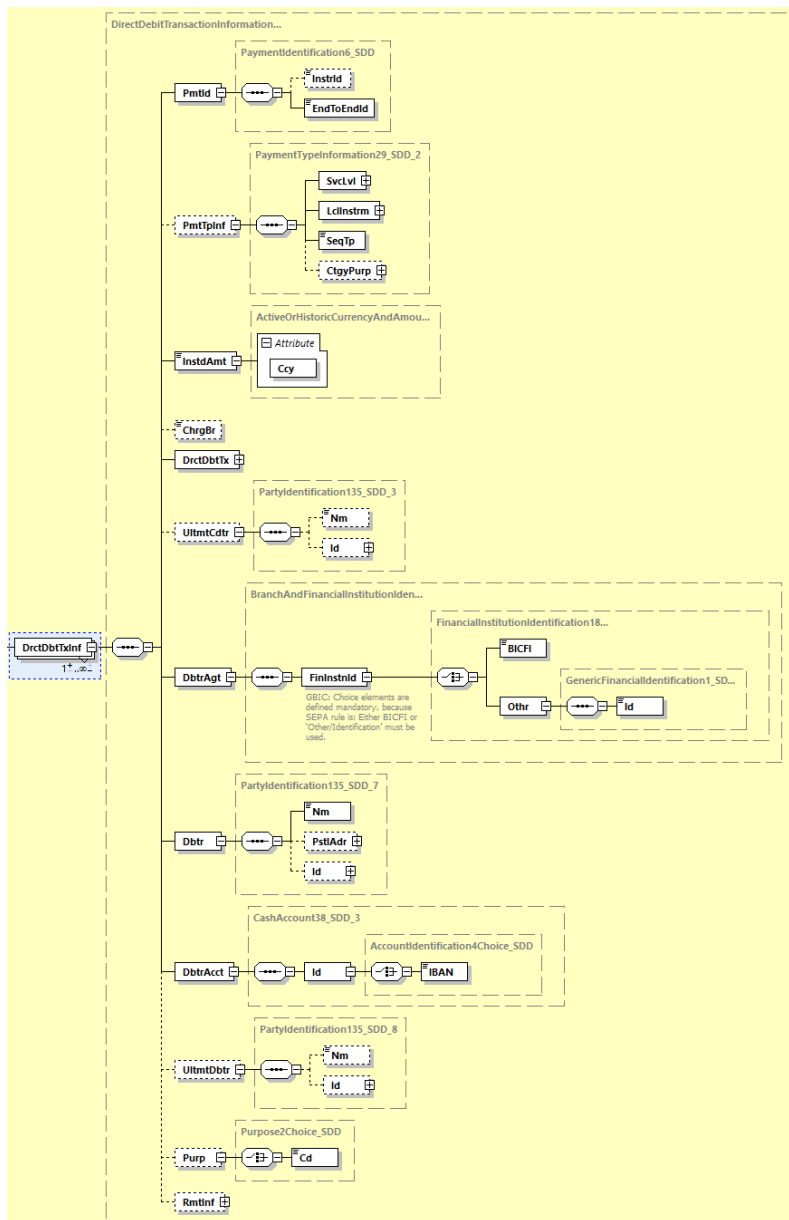 DirectDebitTransactionInformation...
PaymentIdentification6_SDD
InstrId
PmtId
EndToEndId
PaymentTypeInformation29_SDD_2
SvcLvl
LclInstrm
PmtTpInf
SeqTp
CtgyPurp
ActiveOrHistoricCurrencyAndAmou...
Attribute
InstdAmt
Ccy
ChrgBr
DrctDbtTx
PartyIdentification135_SDD_3
Nm
UltmtCdtr
Id
BranchAndFinancialInstitutionIden...
FinancialInstitutionIdentification18...
DrctDbtTxInf
BICFI
1+..∞
DbtrAgt
FinInstnId
GenericFinancialIdentification1_SD...
GBIC: Choice elements are
defined mandatory, because
SEPA rule is: Either BICFI or
'Other/Identification' must be
used.
Othr
Id
PartyIdentification135_SDD_7
Nm
Dbtr
PstlAdr
Id
CashAccount38_SDD_3
AccountIdentification4Choice_SDD
DbtrAcct
Id
IBAN
PartyIdentification135_SDD_8
Nm
UltmtDbtr
Id
Purpose2Choice_SDD
Purp
Cd
RmtInf